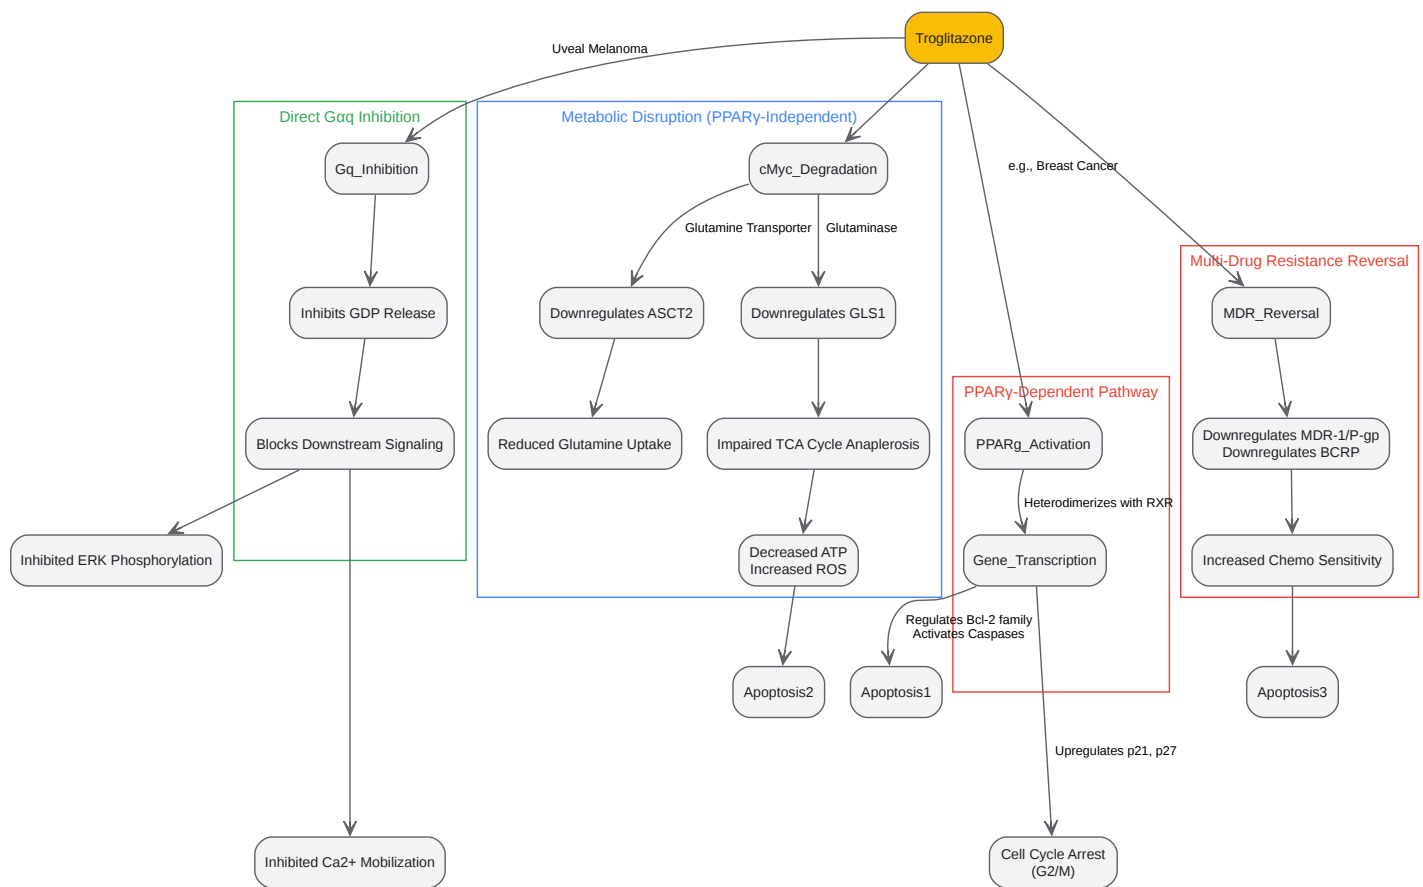 Troglitazone
Uveal Melanoma
Direct Gαq Inhibition
Metabolic Disruption (PPARγ-Independent)
e.g., Breast Cancer
Gq_Inhibition
cMyc_Degradation
Glutamine Transporter
Glutaminase
Multi-Drug Resistance Reversal
Inhibits GDP Release
Downregulates ASCT2
Downregulates GLS1
MDR_Reversal
PPARγ-Dependent Pathway
Blocks Downstream Signaling
Reduced Glutamine Uptake
Impaired TCA Cycle Anaplerosis
PPARg_Activation
Downregulates MDR-1/P-gp
Downregulates BCRP
Heterodimerizes with RXR
Inhibited ERK Phosphorylation
Decreased ATP
Increased ROS
Gene_Transcription
Increased Chemo Sensitivity
Regulates Bcl-2 family
Activates Caspases
Apoptosis2
Apoptosis1
Apoptosis3
Upregulates p21, p27
Inhibited Ca2+ Mobilization
Cell Cycle Arrest
(G2/M)